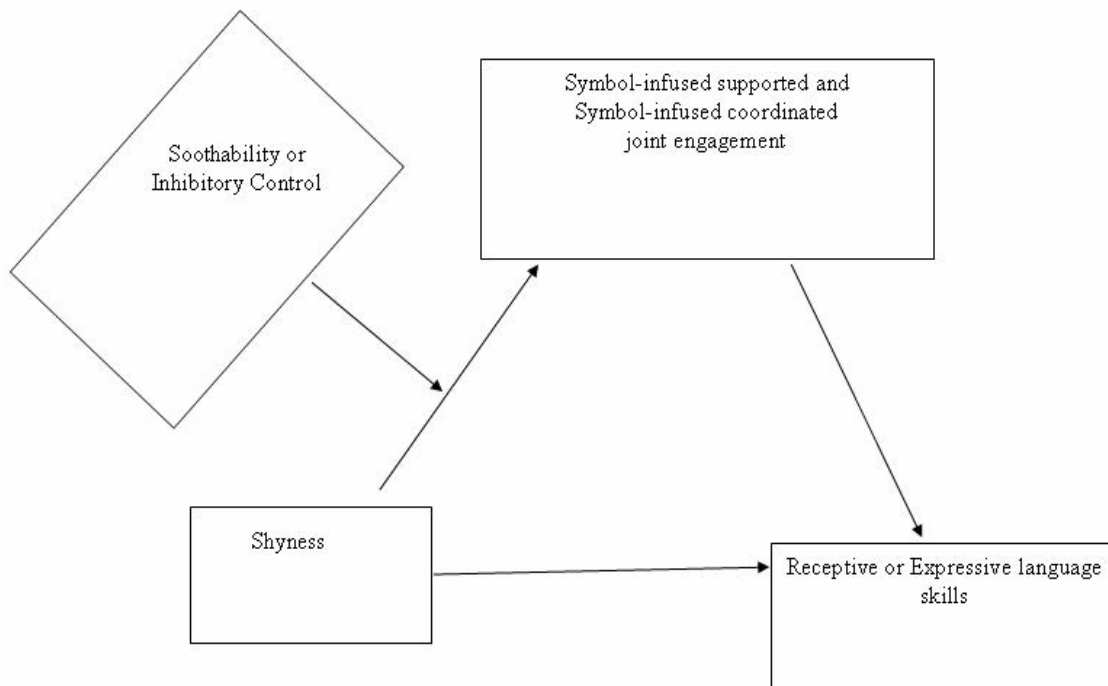 Symbol-infused supported and
Symbol-infused coordinated
joint engagement
Soothability or
Inhibitory Control
Shyness
Receptive or Expressive language
skills